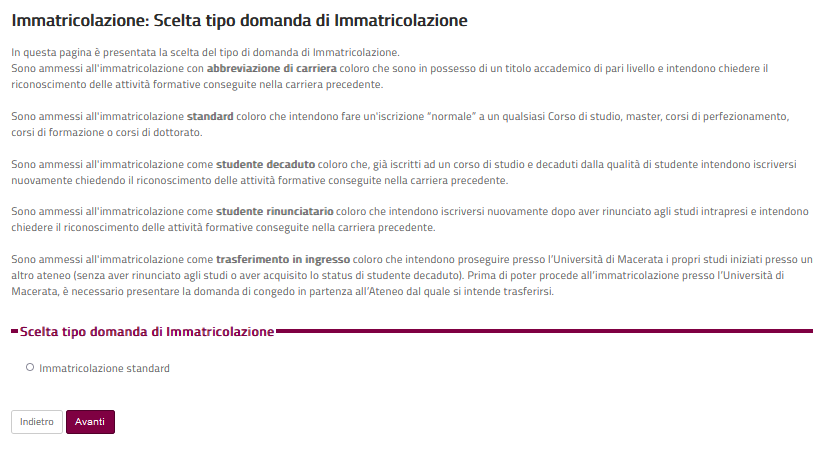 Immatricolazione: Scelta tipo domanda di Immatricolazione
In questa pagina è presentata la scelta del tipo di domanda di Immatricolazione.
Sono ammessi all'immatricolazione con abbreviazione di carriera coloro che sono in possesso di un titolo accademico di pari livello e intendono chiedere il
riconoscimento delle attività formative conseguite nella carriera precedente.
Sono ammessi all'immatricolazione standard coloro che intendono fare un'iscrizione “normale” a un qualsiasi Corso di studio, master, corsi di perfezionamento,
corsi di formazione o corsi di dottorato.
Sono ammessi all'immatricolazione come studente decaduto coloro che, già iscritti ad un corso di studio e decaduti dalla qualità di studente intendono iscriversi
nuovamente chiedendo il riconoscimento delle attività formative conseguite nella carriera precedente.
Sono ammessi all'immatricolazione come studente rinunciatario coloro che intendono iscriversi nuovamente dopo aver rinunciato agli studi intrapresi e intendono
chiedere il riconoscimento delle attività formative conseguite nella carriera precedente.
Sono ammessi all'immatricolazione come trasferimento in ingresso coloro che intendono proseguire presso l’Università di Macerata i propri studi iniziati presso un
altro ateneo (senza aver rinunciato agli studi o aver acquisito lo status di studente decaduto). Prima di poter procede all’immatricolazione presso l’Università di
Macerata, è necessario presentare la domanda di congedo in partenza all’Ateneo dal quale si intende trasferirsi.
Scelta tipo domanda di Immatricolazione
Immatricolazione standard
Indietro Avanti